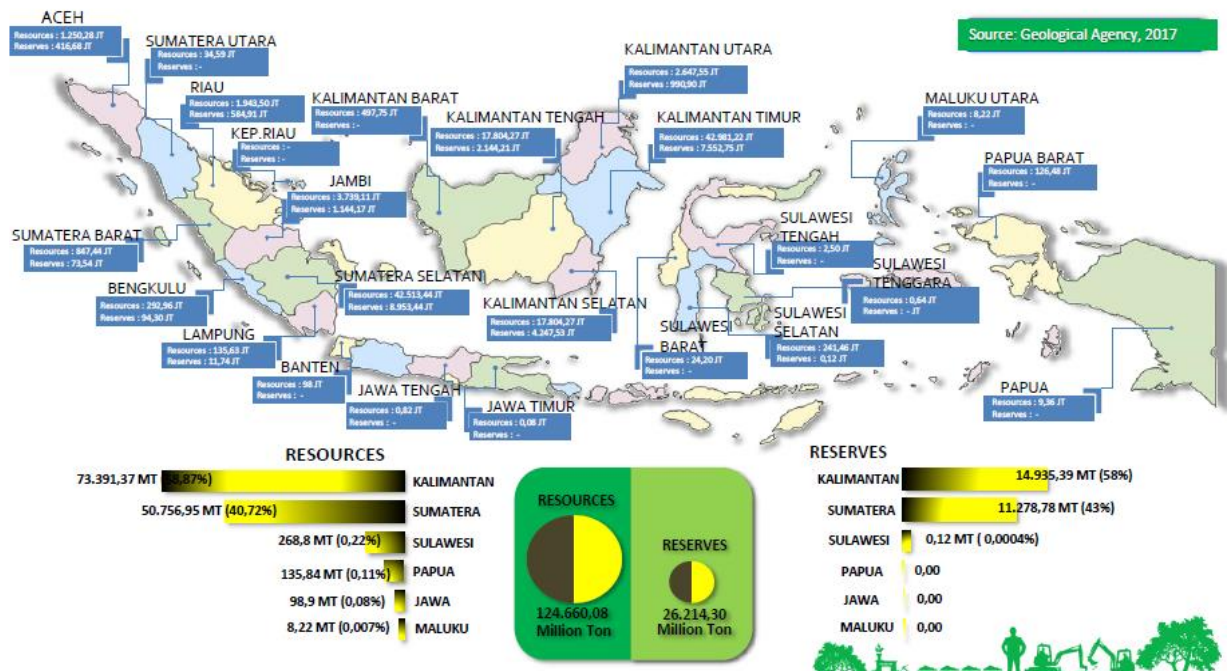 ACEH
Resources : 1.250,28 JT
Reserves : 416,68 JT
SUMATERA UTARA
Resources : 34,59 JT
Reserves : -
RIAU
Resources : 1.943,50 JT
Reserves : 584,91 JT
KEP.RIAU
Resources : -
Reserves : -
JAMBI
Resources : 3.739,11 JT
Reserves : 1.144,17 JT
SUMATERA BARAT
Resources : 847,44 JT
Reserves : 73,54 JT
BENGKULU
Resources : 292,96 JT
Reserves : 94,30 JT
SUMATERA SELATAN
Resources : 42.513,44 JT
Reserves : 8.953,44 JT
LAMPUNG
Resources : 135,63 JT
Reserves : 11,74 JT
BANTEN
Resources : 98 JT
Reserves : -
JAWA TENGAH
Resources : 0,82 JT
Reserves : -
JAWA TIMUR
Resources : 0,08 JT
Reserves : -
KALIMANTAN BARAT
Resources : 497,75 JT
Reserves : -
KALIMANTAN TENGAH
Resources : 17.804,27 JT
Reserves : 2.144,21 JT
KALIMANTAN UTARA
Resources : 2.647,55 JT
Reserves : 990,90 JT
KALIMANTAN TIMUR
Resources : 42.981,22 JT
Reserves : 7.552,75 JT
KALIMANTAN SELATAN
Resources : 17.804,27 JT
Reserves : 4.247,53 JT
SULAWESI
BARAT
Resources : 24,20 JT
Reserves : -
SULAWESI
TENGAH
Resources : 2,50 JT
Reserves : -
SULAWESI
TENGGARA
Resources : 0,64 JT
Reserves : - JT
SULAWESI
SELATAN
Resources : 241,46 JT
Reserves : 0,12 JT
MALUKU UTARA
Resources : 8,22 JT
Reserves : -
PAPUA BARAT
Resources : 126,48 JT
Reserves : -
PAPUA
Resources : 9,36 JT
Reserves : -
Source: Geological Agency, 2017
RESOURCES
73.391,37 MT (58,87%) KALIMANTAN
50.756,95 MT (40,72%) SUMATERA
268,8 MT (0,22%) SULAWESI
135,84 MT (0,11%) PAPUA
98,9 MT (0,08%) JAWA
8,22 MT (0,007%) MALUKU
RESOURCES
124.660,08
Million Ton
RESERVES
26.214,30
Million Ton
RESERVES
KALIMANTAN 14.935,39 MT (58%)
SUMATERA 11.278,78 MT (43%)
SULAWESI 0,12 MT ( 0,0004%)
PAPUA 0,00
JAWA 0,00
MALUKU 0,00